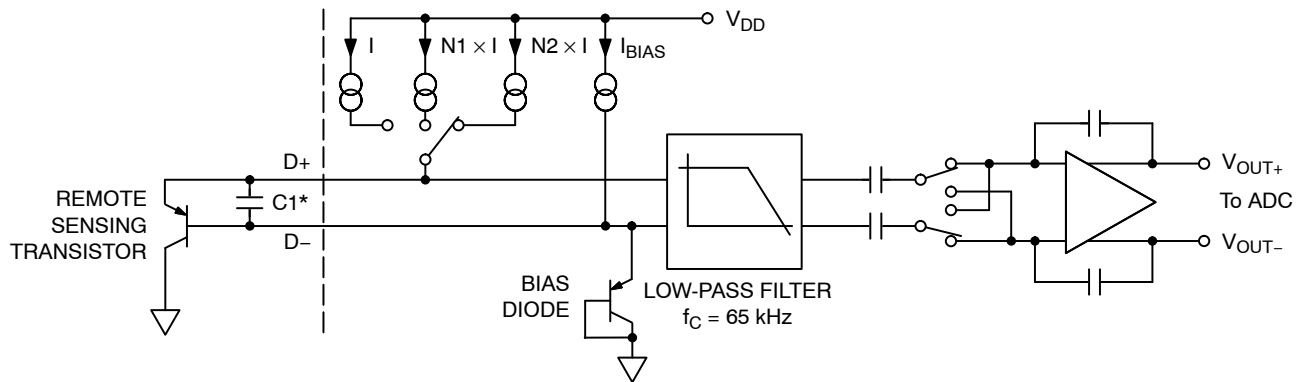 V_DD
I
N1 × I
N2 × I
I_BIAS
D+
REMOTE
SENSING
TRANSISTOR
C1*
D−
BIAS
DIODE
LOW-PASS FILTER
f_C = 65 kHz
V_OUT+
To ADC
V_OUT−